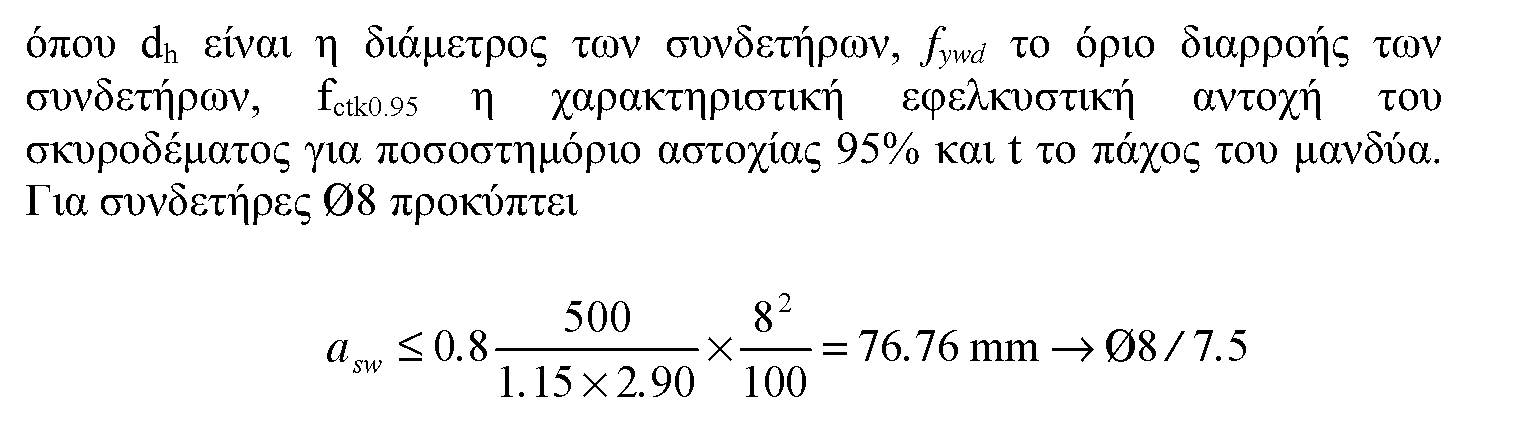 όπου dₕ είναι η διάμετρος των συνδετήρων, f_ywd το όριο διαρροής των
συνδετήρων, f_ctk0.95 η χαρακτηριστική εφελκυστική αντοχή του
σκυροδέματος για ποσοστημόριο αστοχίας 95% και t το πάχος του μανδύα.
Για συνδετήρες Ø8 προκύπτει
a_sw ≤ 0.8 500/(1.15×2.90) × 8²/100 = 76.76 mm → Ø8 / 7.5